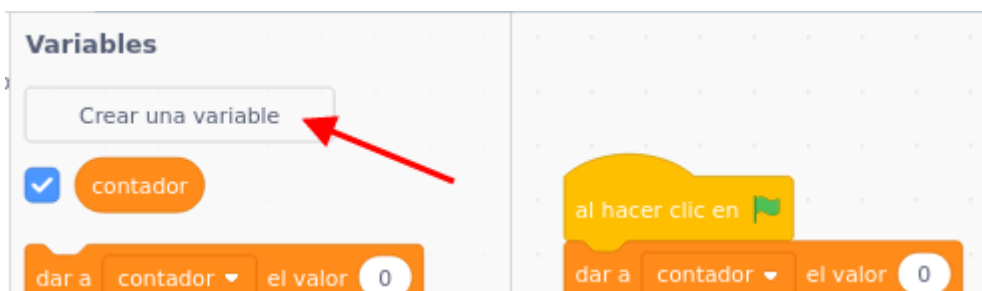 Variables
Crear una variable
contador
dar a contador el valor 0
al hacer clic en
dar a contador el valor 0